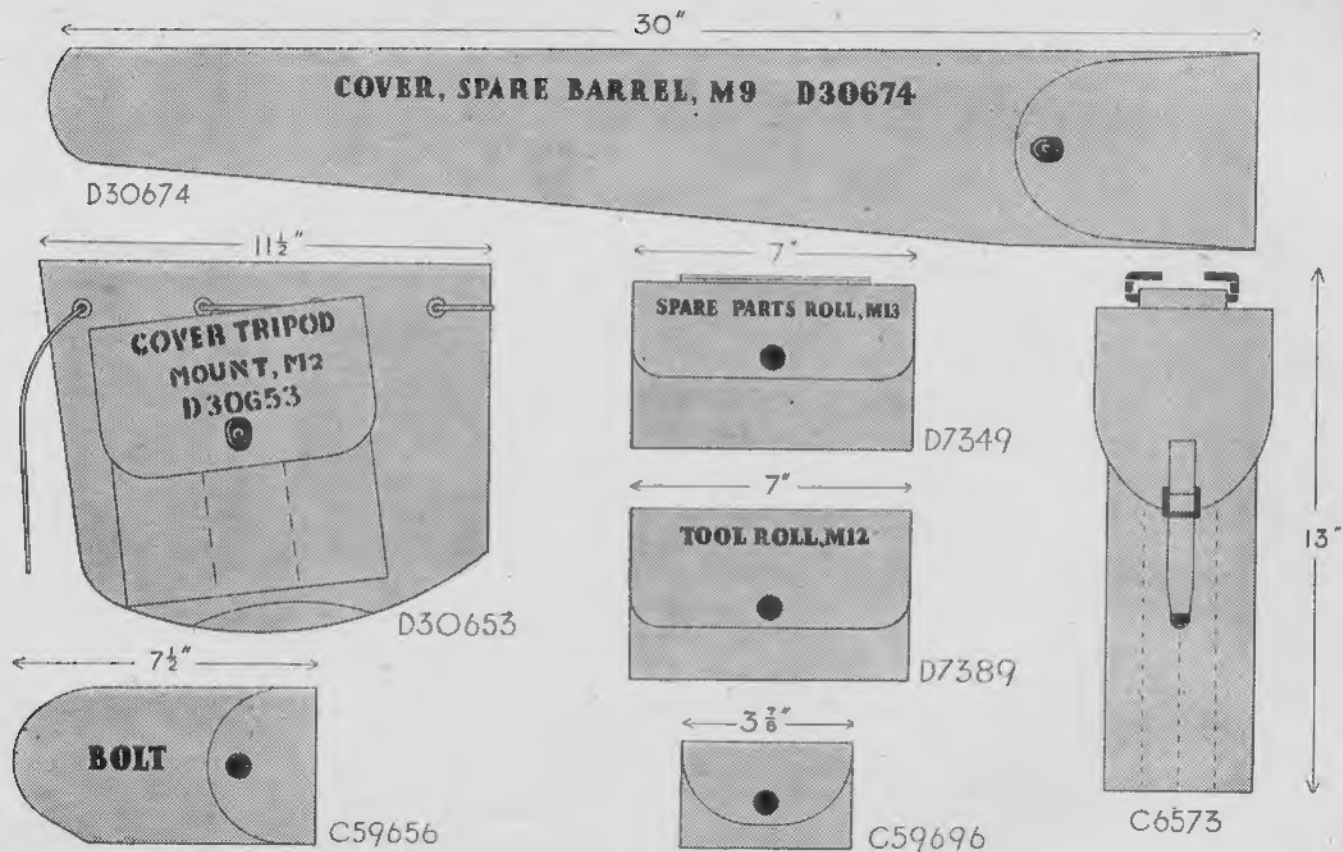 30"
COVER, SPARE BARREL, M9 D30674
D30674
11½"
COVER TRIPOD
MOUNT, M2
D30653
D30653
7"
SPARE PARTS ROLL, M13
D7349
7"
TOOL ROLL, M12
D7389
13"
C6573
7½"
BOLT
C59656
3⅞"
C59696